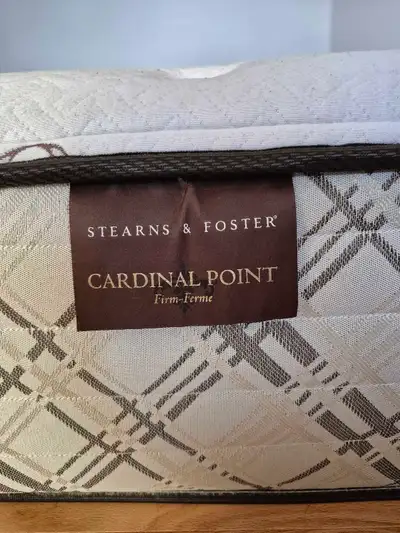 STEARNS & FOSTER®
CARDINAL POINT
Firm-Ferme